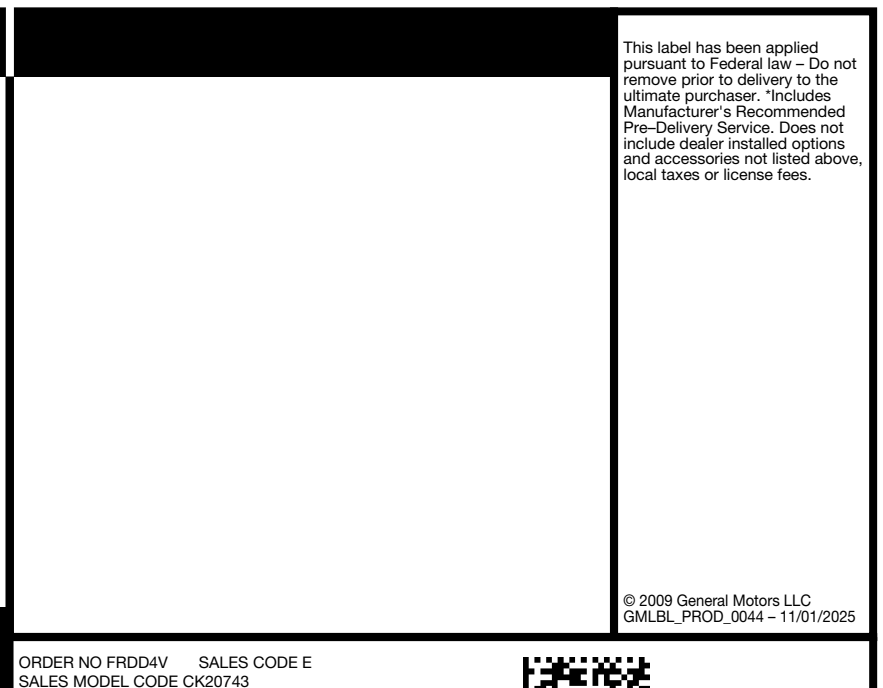 This label has been applied
pursuant to Federal law – Do not
remove prior to delivery to the
ultimate purchaser. *Includes
Manufacturer's Recommended
Pre–Delivery Service. Does not
include dealer installed options
and accessories not listed above,
local taxes or license fees.
© 2009 General Motors LLC
GMLBL_PROD_0044 – 11/01/2025
ORDER NO FRDD4V SALES CODE E
SALES MODEL CODE CK20743